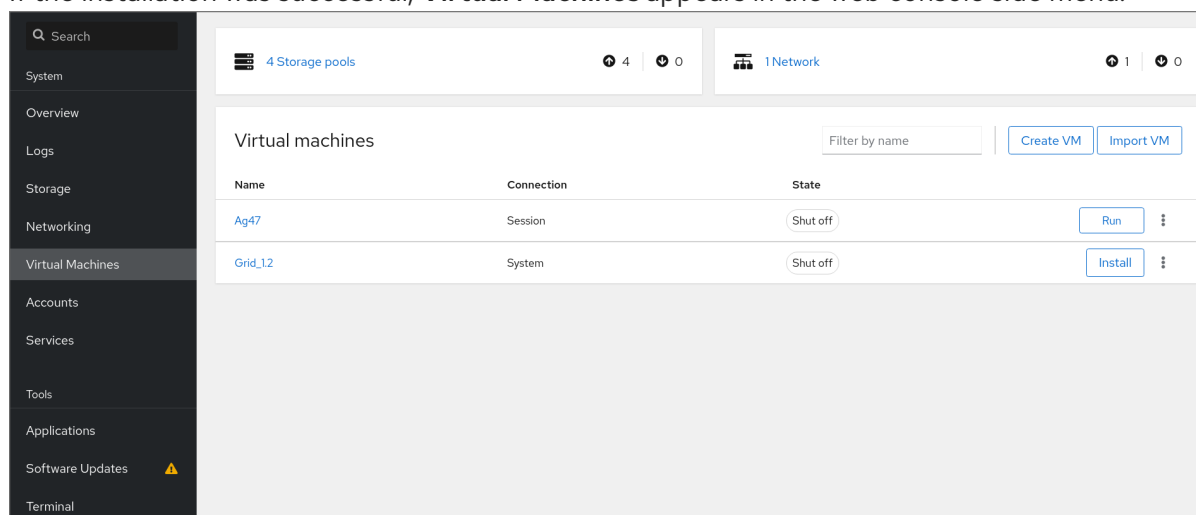 If the installation was successful, Virtual Machines appears in the web console side menu.
Search
System
Overview
Logs
Storage
Networking
Virtual Machines
Accounts
Services
Tools
Applications
Software Updates
Terminal
4 Storage pools 4 0
1 Network 1 0
Virtual machines Filter by name Create VM Import VM
Name Connection State
Ag47 Session Shut off Run
Grid_1.2 System Shut off Install